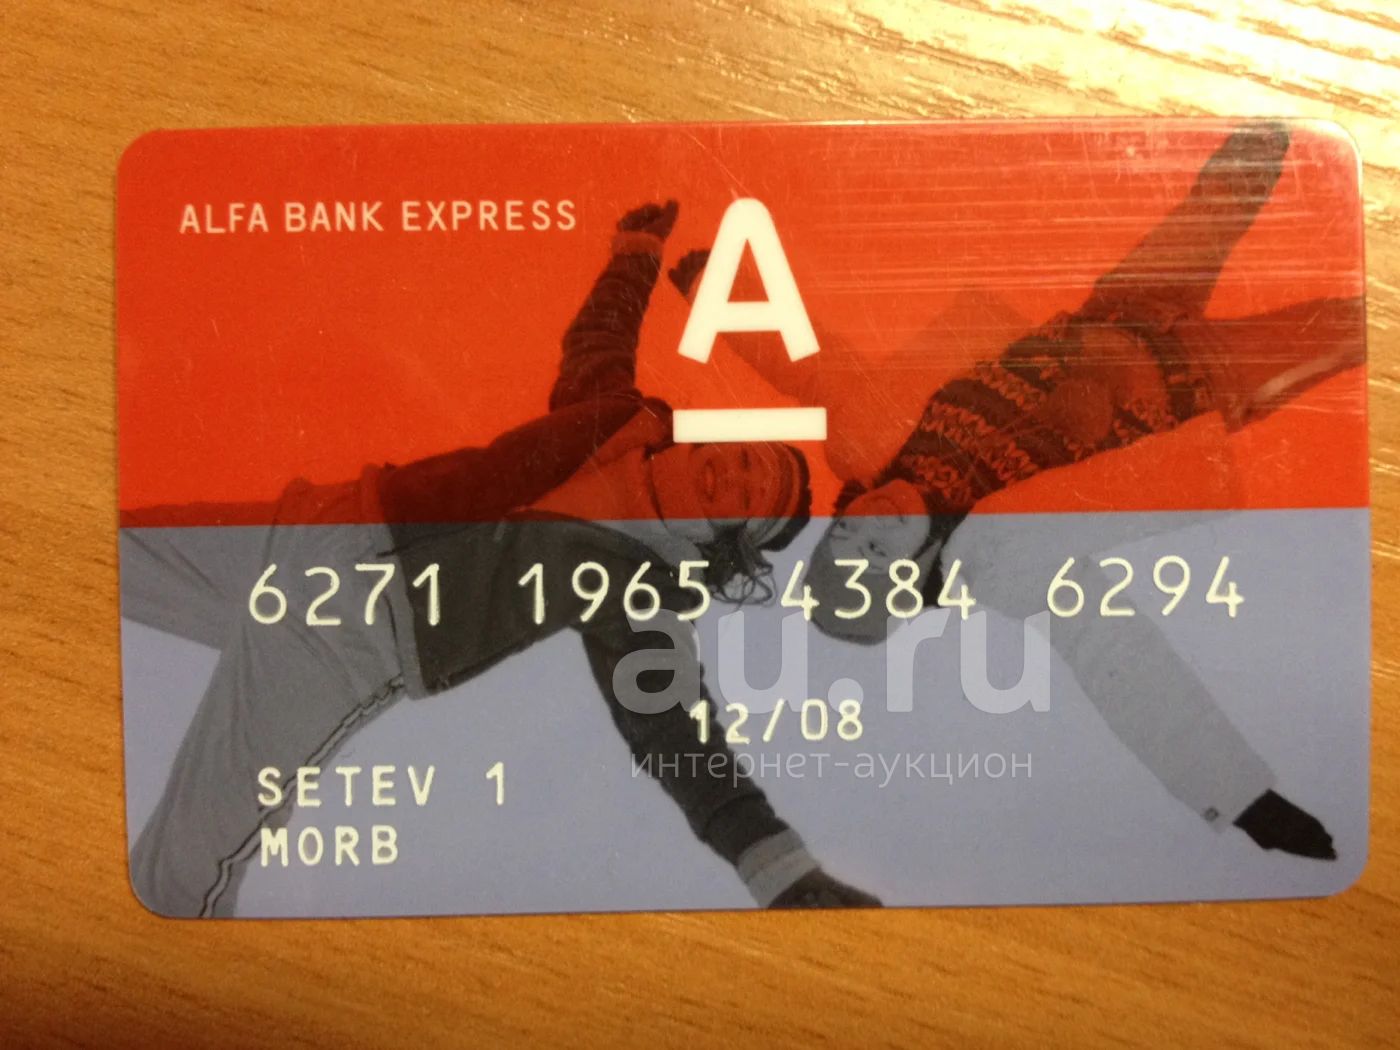 ALFA BANK EXPRESS
A
6271 1965 4384 6294
au.ru
12/08
интернет-аукцион
SETEV 1
MORB